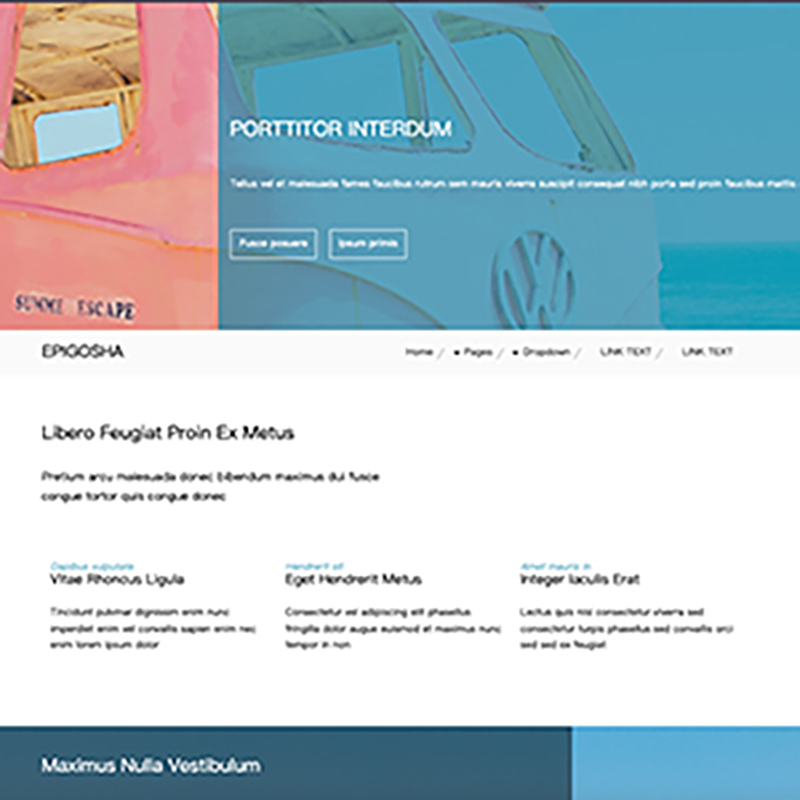 PORTTITOR INTERDUM
Tellus vel et malesuada fames faucibus rutrum sem mauris viverra suscipit consequat nibh porta sed proin faucibus mattis
Fusce posuere
Ipsum primis
SUMME ESCAPE
EPIGOSHA
Home / Pages / Dropdown / LINK TEXT / LINK TEXT
Libero Feugiat Proin Ex Metus
Pretium arcu malesuada donec bibendum maximus dui fusce
congue tortor quis congue donec
Dapibus vulputate
Vitae Rhoncus Ligula
Tincidunt pulvinar dignissim enim nunc
imperdiet enim vel convallis sapien enim nec
enim lorem ipsum dolor
Hendrerit elit
Eget Hendrerit Metus
Consectetur vel adipiscing elit phasellus
fringilla dolor augue euismod et maximus nunc
tempor in non
Amet mauris in
Integer Iaculis Erat
Lectus quis nisi consectetur viverra sed
consectetur turpis phasellus sed convallis orci
sed sed ex feugiat
Maximus Nulla Vestibulum